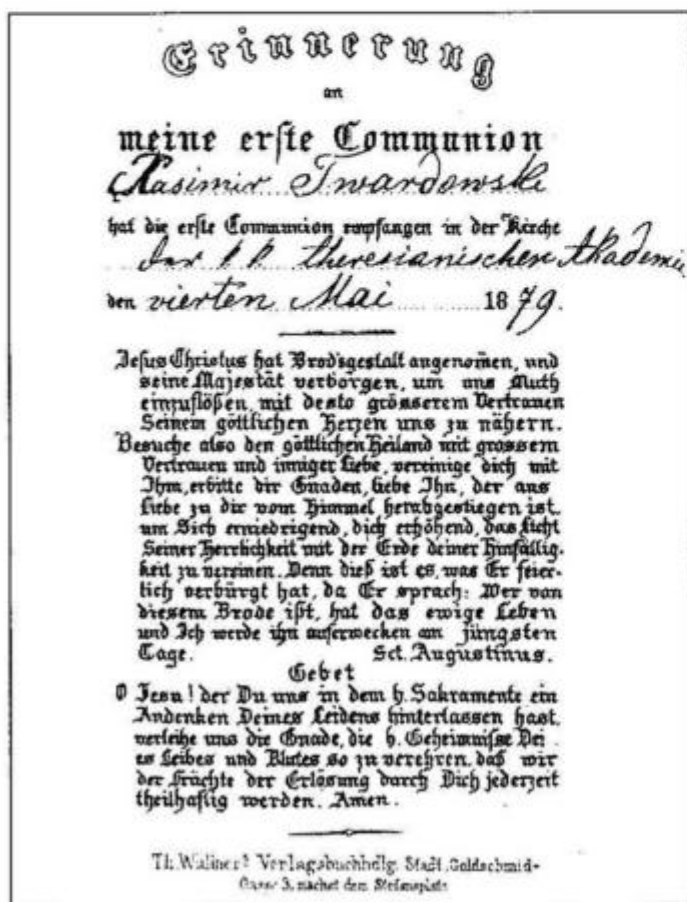 Erinnerung
an
meine erste Communion
Kasimir Twardowski
hat die erste Communion empfangen in der Kirche
der k k theresianischen Akademie
den vierten Mai 1879.
Jesus Christus hat Brodsgestalt angenom̄en, und
seine Majestät verborgen, um uns Muth
einzuflößen, mit desto grösserem Vertrauen
Seinem göttlichen Herzen uns zu nähern.
Besuche also den göttlichen Heiland mit grossem
Vertrauen und inniger Liebe, vereinige dich mit
Ihm, erbitte dir Gnaden, liebe Ihn, der aus
Liebe zu dir vom Himmel herabgestiegen ist,
um Sich erniedrigend, dich erhöhend, das Licht
Seiner Herrlichkeit mit der Erde deiner Hinfällig-
keit zu vereinen. Denn dieß ist es, was Er feier-
lich verbürgt hat, da Er sprach: Wer von
diesem Brode ißt, hat das ewige Leben
und Ich werde ihn auferwecken am jüngsten
Tage. Sct. Augustinus.
Gebet
O Jesu! der Du uns in dem h. Sakramente ein
Andenken Deines Leidens hinterlassen hast,
verleihe uns die Gnade, die h. Geheimnisse Dei
es Leibes und Blutes so zu verehren, daß wir
der Früchte der Erlösung durch Dich jederzeit
theilhaftig werden. Amen.
Verlagsbuchhdlg. Stadt, Goldschmid-
Gasse 3, nächst dem Stefansplatz